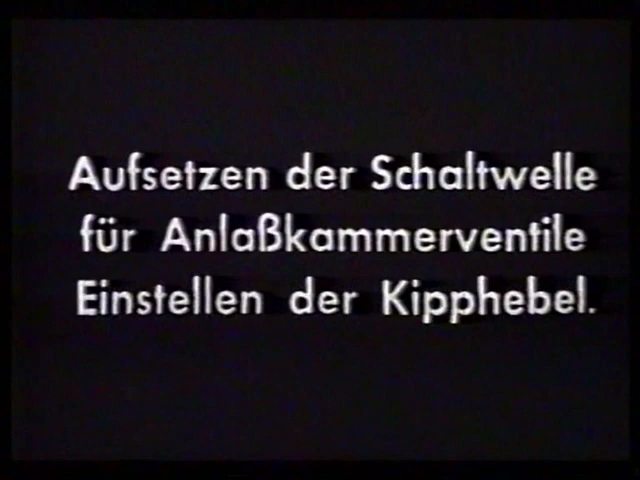 Aufsetzen der Schaltwelle
für Anlaßkammerventile
Einstellen der Kipphebel.